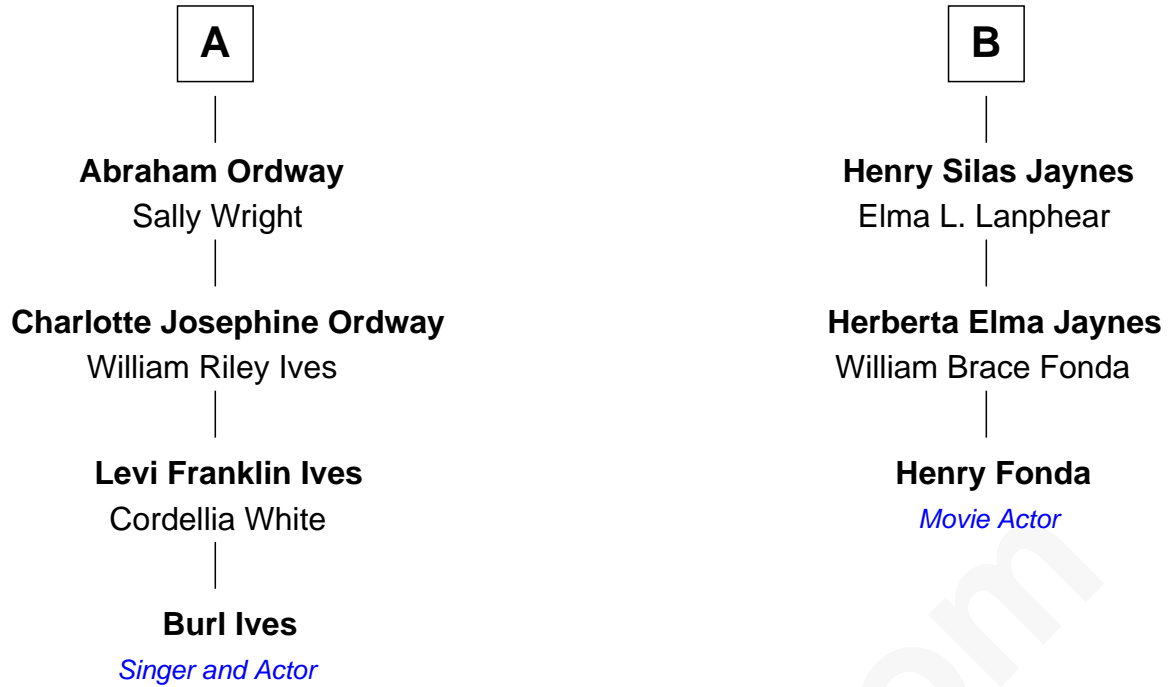 A
Abraham Ordway
Sally Wright
Charlotte Josephine Ordway
William Riley Ives
Levi Franklin Ives
Cordellia White
Burl Ives
Singer and Actor
B
Henry Silas Jaynes
Elma L. Lanphear
Herberta Elma Jaynes
William Brace Fonda
Henry Fonda
Movie Actor
om